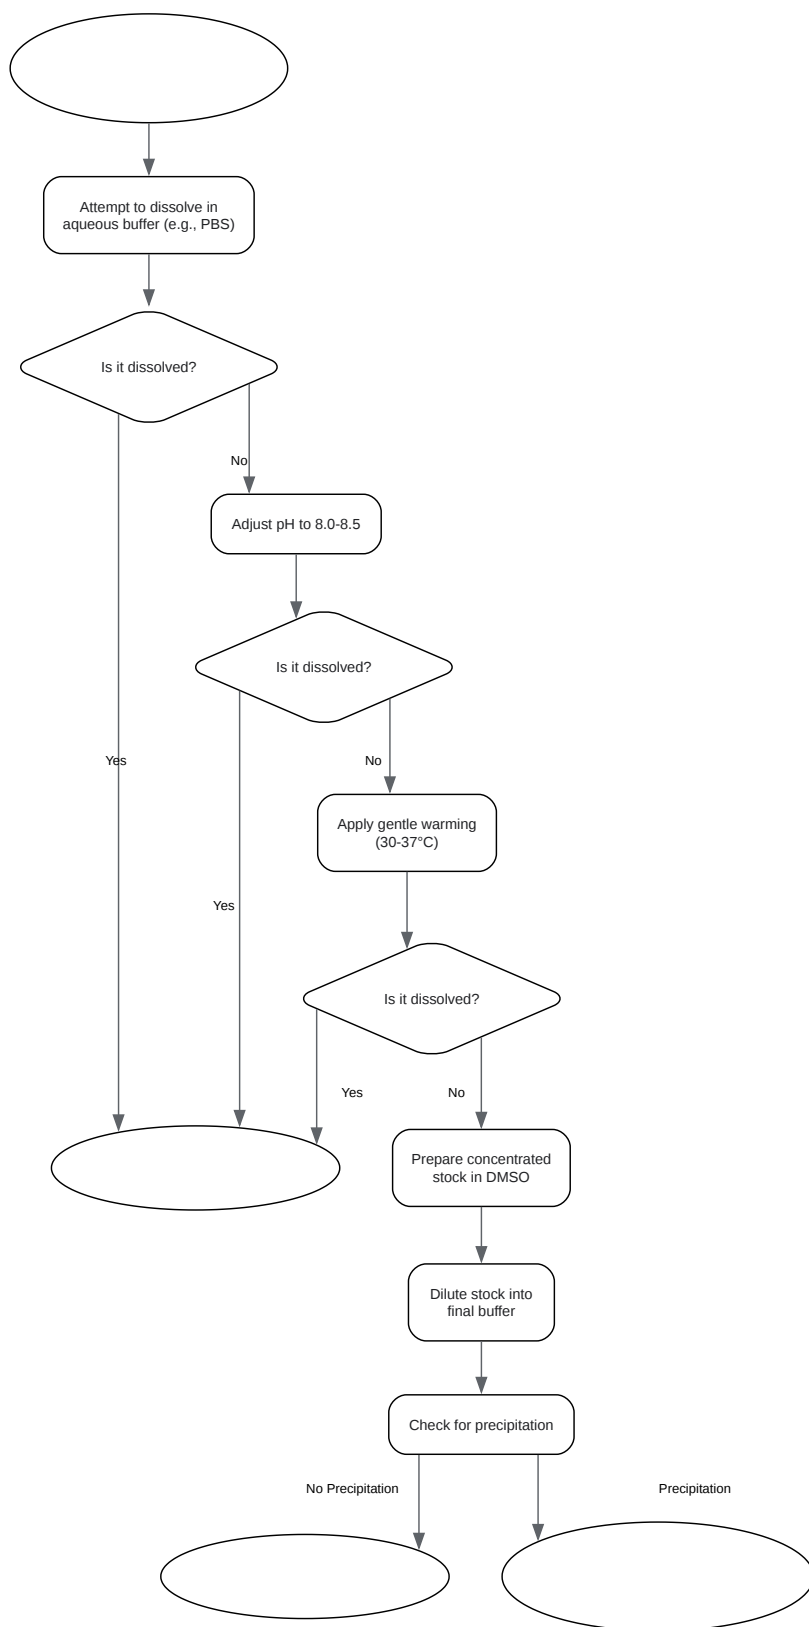 Attempt to dissolve in
aqueous buffer (e.g., PBS)
Is it dissolved?
No
Adjust pH to 8.0-8.5
Is it dissolved?
Yes
No
Apply gentle warming
(30-37°C)
Yes
Is it dissolved?
Yes
No
Prepare concentrated
stock in DMSO
Dilute stock into
final buffer
Check for precipitation
No Precipitation
Precipitation